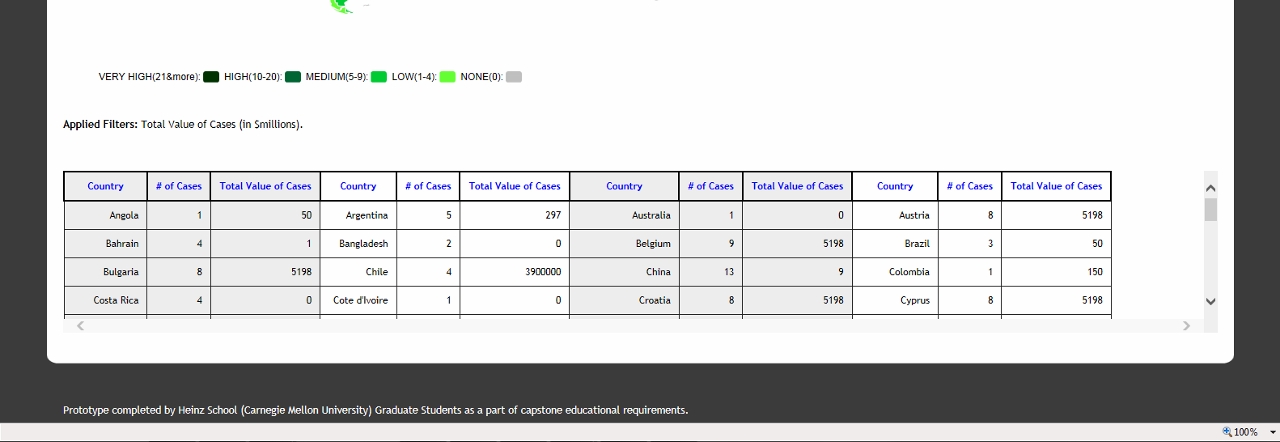 VERY HIGH(21&more): HIGH(10-20): MEDIUM(5-9): LOW(1-4): NONE(0):
Applied Filters: Total Value of Cases (in $millions).
Country # of Cases Total Value of Cases Country # of Cases Total Value of Cases Country # of Cases Total Value of Cases Country # of Cases Total Value of Cases
Angola 1 50 Argentina 5 297 Australia 1 0 Austria 8 5198
Bahrain 4 1 Bangladesh 2 0 Belgium 9 5198 Brazil 3 50
Bulgaria 8 5198 Chile 4 3900000 China 13 9 Colombia 1 150
Costa Rica 4 0 Cote d'Ivoire 1 0 Croatia 8 5198 Cyprus 8 5198
Prototype completed by Heinz School (Carnegie Mellon University) Graduate Students as a part of capstone educational requirements.
100%